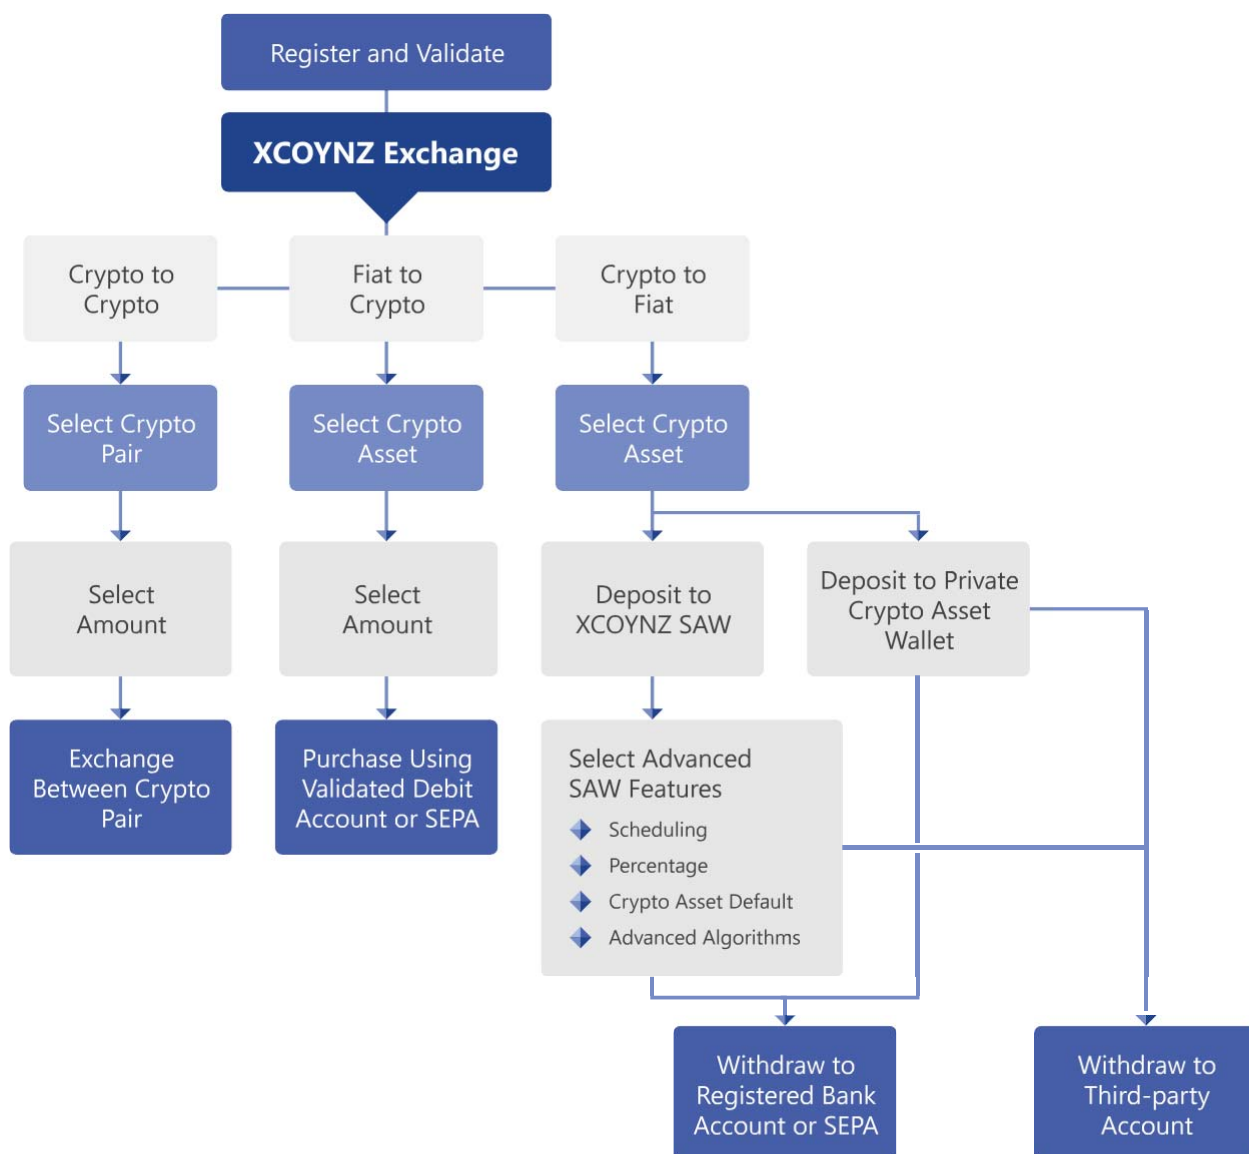 Register and Validate
XCOYNZ Exchange
Crypto to
Crypto
Fiat to
Crypto
Crypto to
Fiat
Select Crypto
Pair
Select Crypto
Asset
Select Crypto
Asset
Select
Amount
Select
Amount
Deposit to
XCOYNZ SAW
Deposit to Private
Crypto Asset
Wallet
Exchange
Between Crypto
Pair
Purchase Using
Validated Debit
Account or SEPA
Select Advanced
SAW Features
Scheduling
Percentage
Crypto Asset Default
Advanced Algorithms
Withdraw to
Registered Bank
Account or SEPA
Withdraw to
Third-party
Account